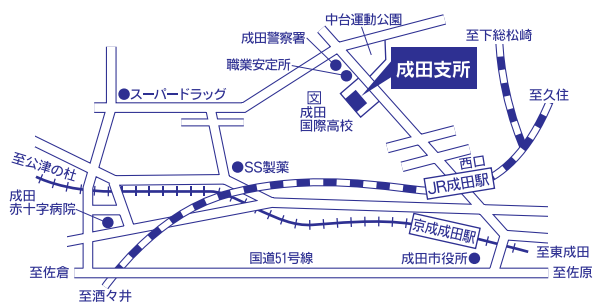 中台運動公園
成田警察署
至下総松崎
職業安定所
成田支所
スーパードラッグ
文
至久住
成田
国際高校
至公津の杜
SS製薬
西口
JR成田駅
成田
赤十字病院
京成成田駅
国道51号線
成田市役所
至東成田
至佐倉
至佐原
至酒々井